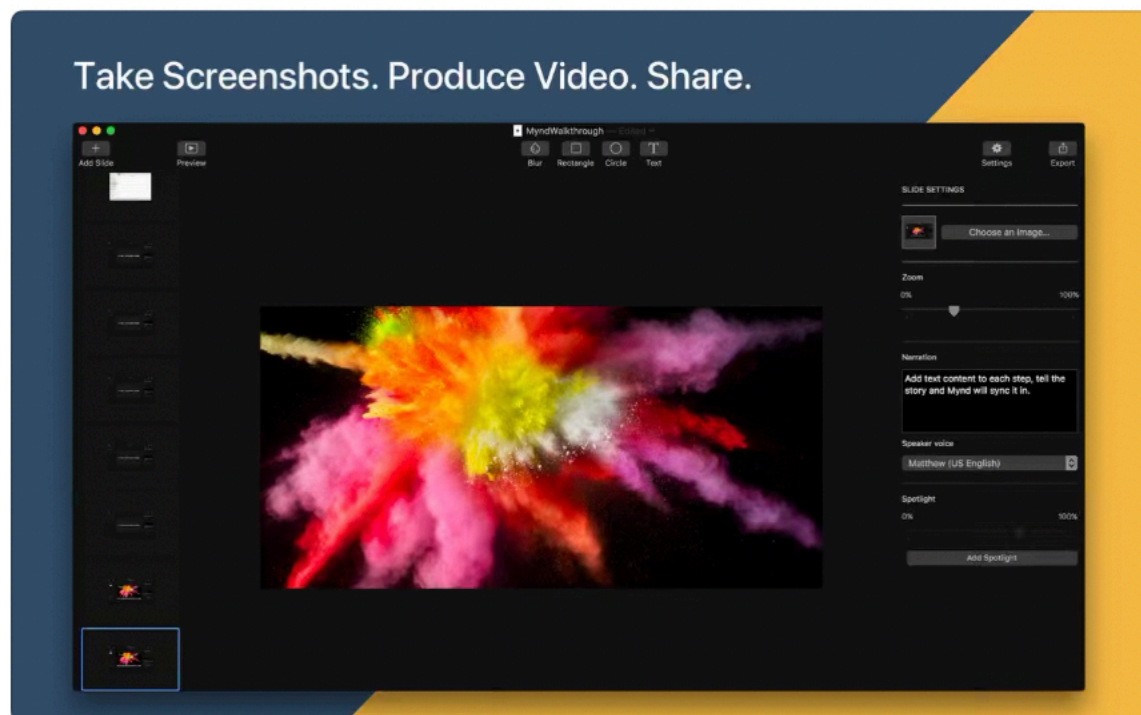 Take Screenshots. Produce Video. Share.
MyndWalkthrough — Edited
Add Slide
Preview
Blur
Rectangle
Circle
Text
Settings
Export
SLIDE SETTINGS
Choose an image...
Zoom
0%
100%
Narration
Add text content to each step, tell the
story and Mynd will sync it in.
Speaker voice
Matthew (US English)
Spotlight
0%
100%
Add Spotlight